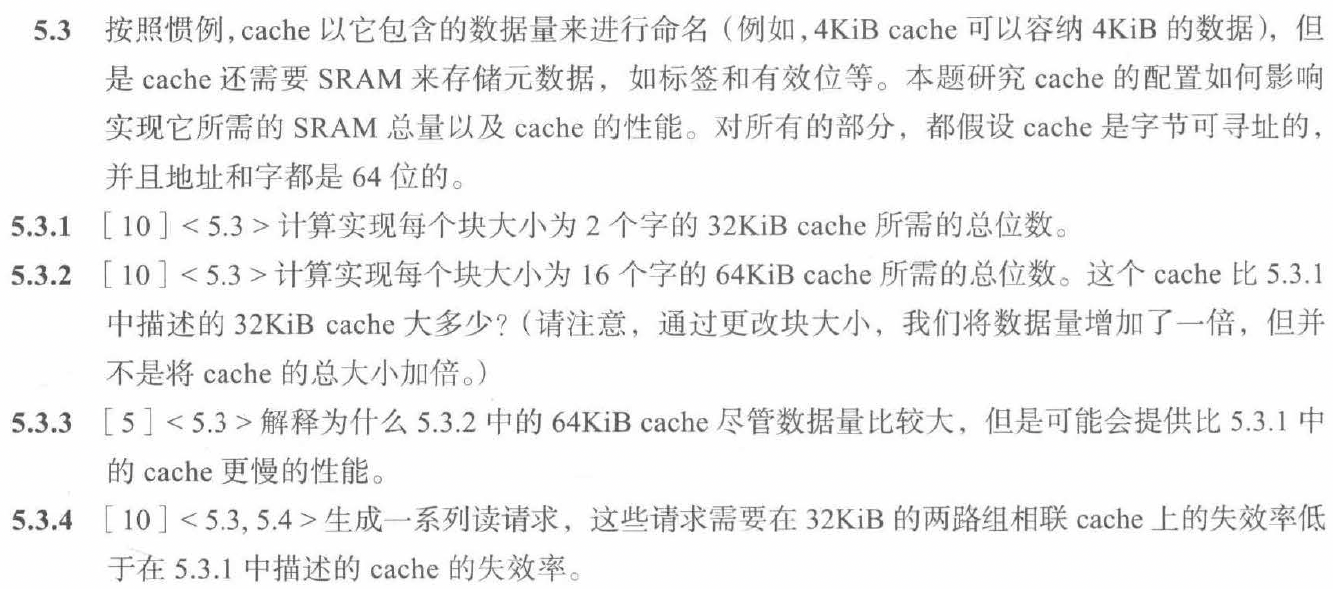 5.3 按照惯例,cache 以它包含的数据量来进行命名（例如,4KiB cache 可以容纳 4KiB 的数据），但
是 cache 还需要 SRAM 来存储元数据，如标签和有效位等。本题研究 cache 的配置如何影响
实现它所需的 SRAM 总量以及 cache 的性能。对所有的部分，都假设 cache 是字节可寻址的，
并且地址和字都是 64 位的。
5.3.1 [ 10 ] < 5.3 > 计算实现每个块大小为 2 个字的 32KiB cache 所需的总位数。
5.3.2 [ 10 ] < 5.3 > 计算实现每个块大小为 16 个字的 64KiB cache 所需的总位数。这个 cache 比 5.3.1
中描述的 32KiB cache 大多少？（请注意，通过更改块大小，我们将数据量增加了一倍，但并
不是将 cache 的总大小加倍。）
5.3.3 [ 5 ] < 5.3 > 解释为什么 5.3.2 中的 64KiB cache 尽管数据量比较大，但是可能会提供比 5.3.1 中
的 cache 更慢的性能。
5.3.4 [ 10 ] < 5.3, 5.4 > 生成一系列读请求，这些请求需要在 32KiB 的两路组相联 cache 上的失效率低
于在 5.3.1 中描述的 cache 的失效率。